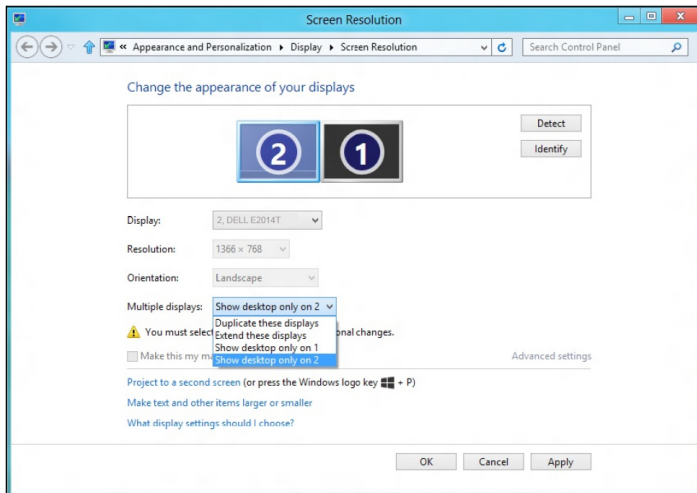 Screen Resolution
« Appearance and Personalization ▸ Display ▸ Screen Resolution
Search Control Panel
Change the appearance of your displays
2
1
Detect
Identify
Display: 2, DELL E2014T
Resolution: 1366 × 768
Orientation: Landscape
Multiple displays: Show desktop only on 2
Duplicate these displays
You must selec onal changes.
Extend these displays
Show desktop only on 1
Make this my ma Show desktop only on 2 Advanced settings
Project to a second screen (or press the Windows logo key + P)
Make text and other items larger or smaller
What display settings should I choose?
OK Cancel Apply